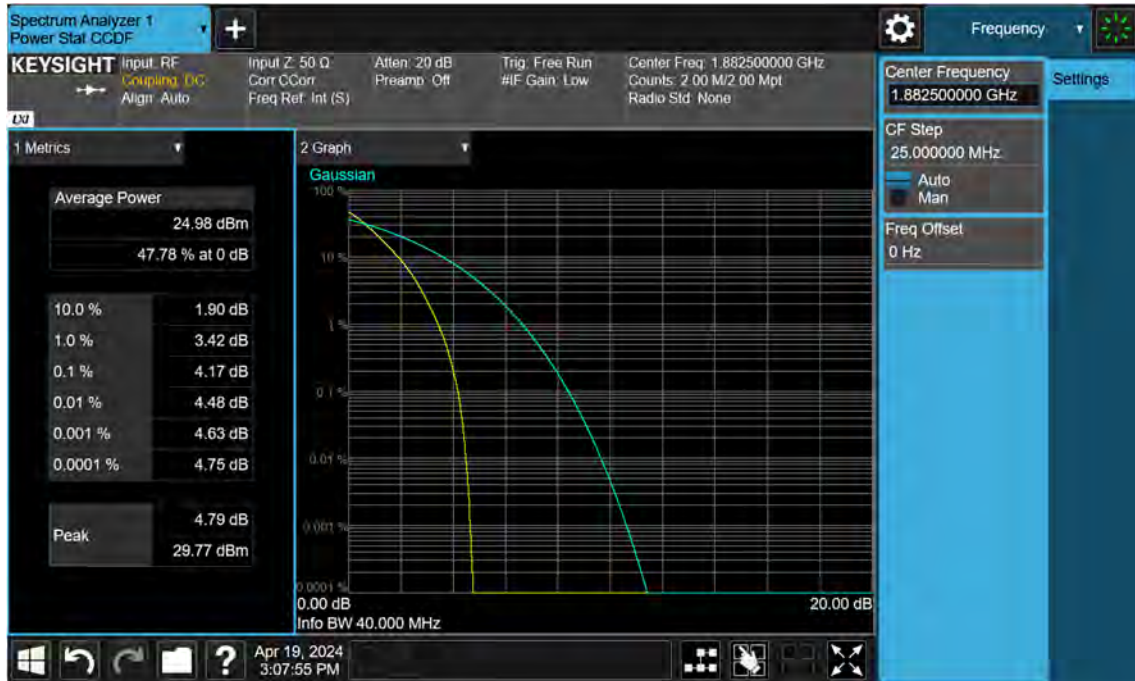 Spectrum Analyzer 1
Power Stat CCDF
Frequency
KEYSIGHT
Input: RF
Coupling: DC
Align: Auto
Input Z: 50 Ω
Corr CCorr
Freq Ref: Int (S)
Atten: 20 dB
Preamp: Off
Trig: Free Run
#IF Gain: Low
Center Freq: 1.882500000 GHz
Counts: 2.00 M/2.00 Mpt
Radio Std: None
LXI
Center Frequency
1.882500000 GHz
Settings
CF Step
25.000000 MHz
Auto
Man
Freq Offset
0 Hz
1 Metrics
Average Power
24.98 dBm
47.78 % at 0 dB
10.0 % 1.90 dB
1.0 % 3.42 dB
0.1 % 4.17 dB
0.01 % 4.48 dB
0.001 % 4.63 dB
0.0001 % 4.75 dB
Peak
4.79 dB
29.77 dBm
2 Graph
Gaussian
100 %
10 %
1 %
0.1 %
0.01 %
0.001 %
0.0001 %
0.00 dB 20.00 dB
Info BW 40.000 MHz
?
Apr 19, 2024
3:07:55 PM